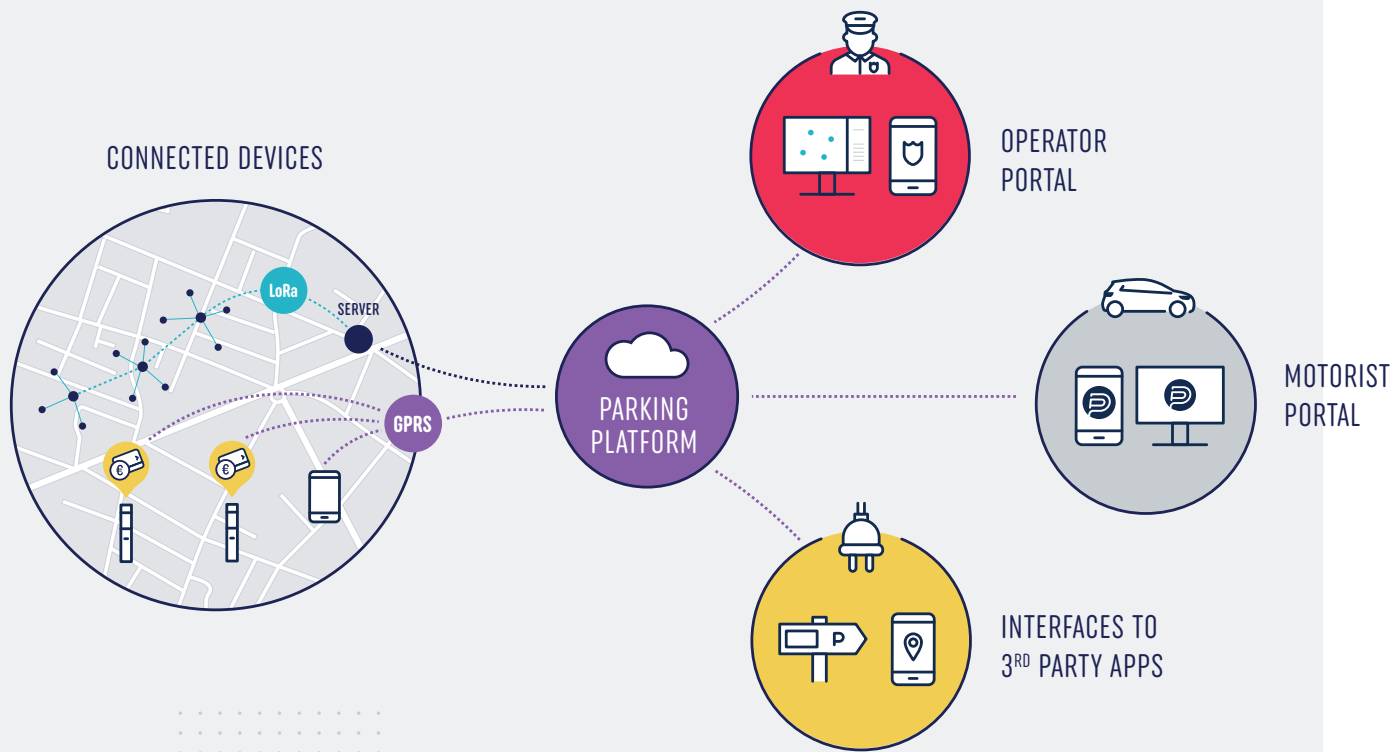 CONNECTED DEVICES
LoRa
SERVER
GPRS
€
€
PARKING
PLATFORM
OPERATOR
PORTAL
MOTORIST
PORTAL
P
INTERFACES TO
3RD PARTY APPS